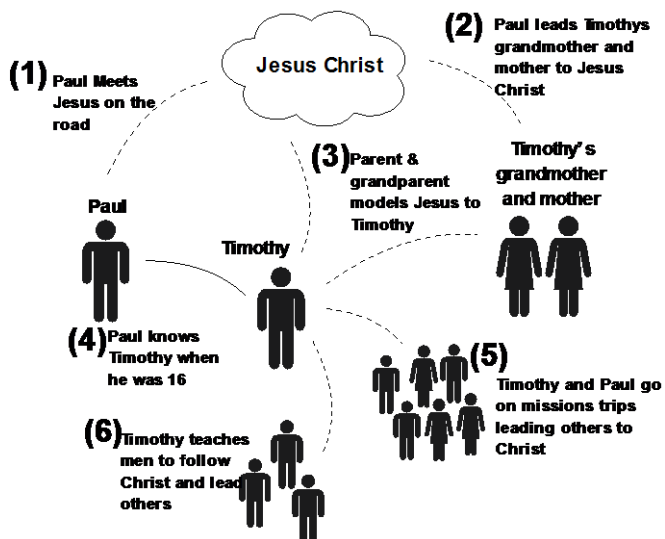 Jesus Christ
(1) Paul Meets
Jesus on the
road
(2) Paul leads Timothys
grandmother and
mother to Jesus
Christ
(3) Parent &
grandparent
models Jesus to
Timothy
Timothy's
grandmother
and mother
Paul
Timothy
(4) Paul knows
Timothy when
he was 16
(5)
Timothy and Paul go
on missions trips
leading others to
Christ
(6) Timothy teaches
men to follow
Christ and lead
others